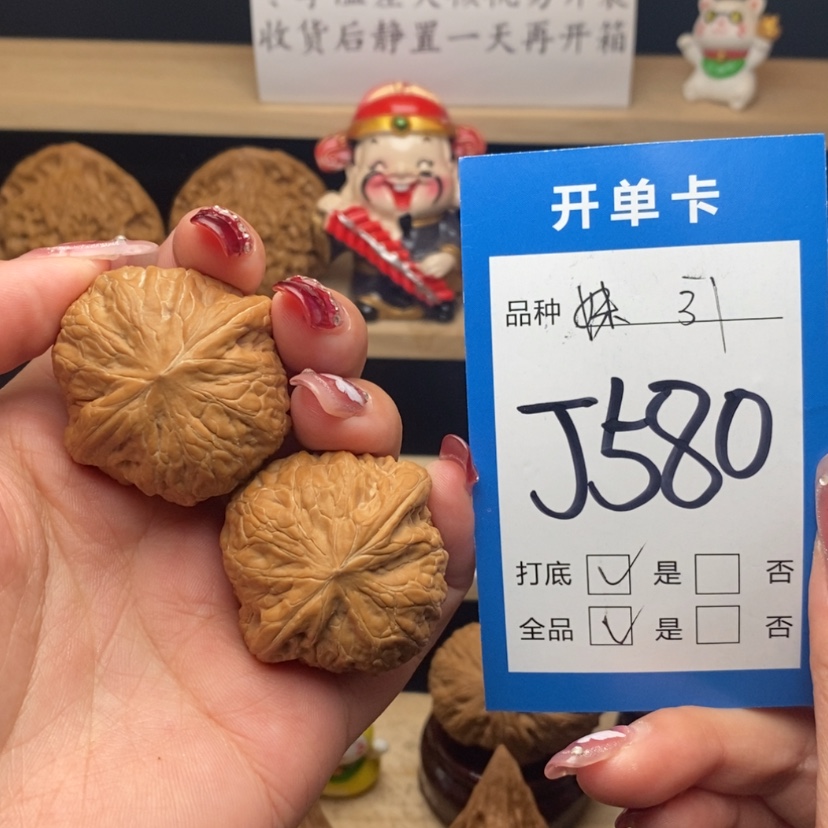 收货后静置一天再开箱
开单卡
品种
J580
打底 是 否
全品 是 否